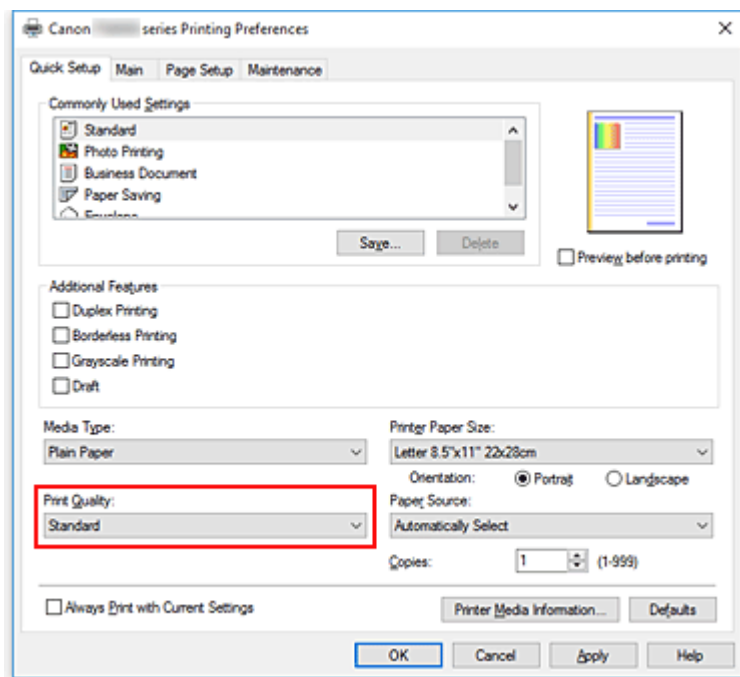 Canon series Printing Preferences
Quick Setup Main Page Setup Maintenance
Commonly Used Settings
Standard
Photo Printing
Business Document
Paper Saving
Envelope
Save... Delete
Preview before printing
Additional Features
Duplex Printing
Borderless Printing
Grayscale Printing
Draft
Media Type:
Plain Paper
Printer Paper Size:
Letter 8.5"x11" 22x28cm
Orientation: Portrait Landscape
Print Quality:
Standard
Paper Source:
Automatically Select
Copies: 1 (1-999)
Always Print with Current Settings
Printer Media Information... Defaults
OK Cancel Apply Help